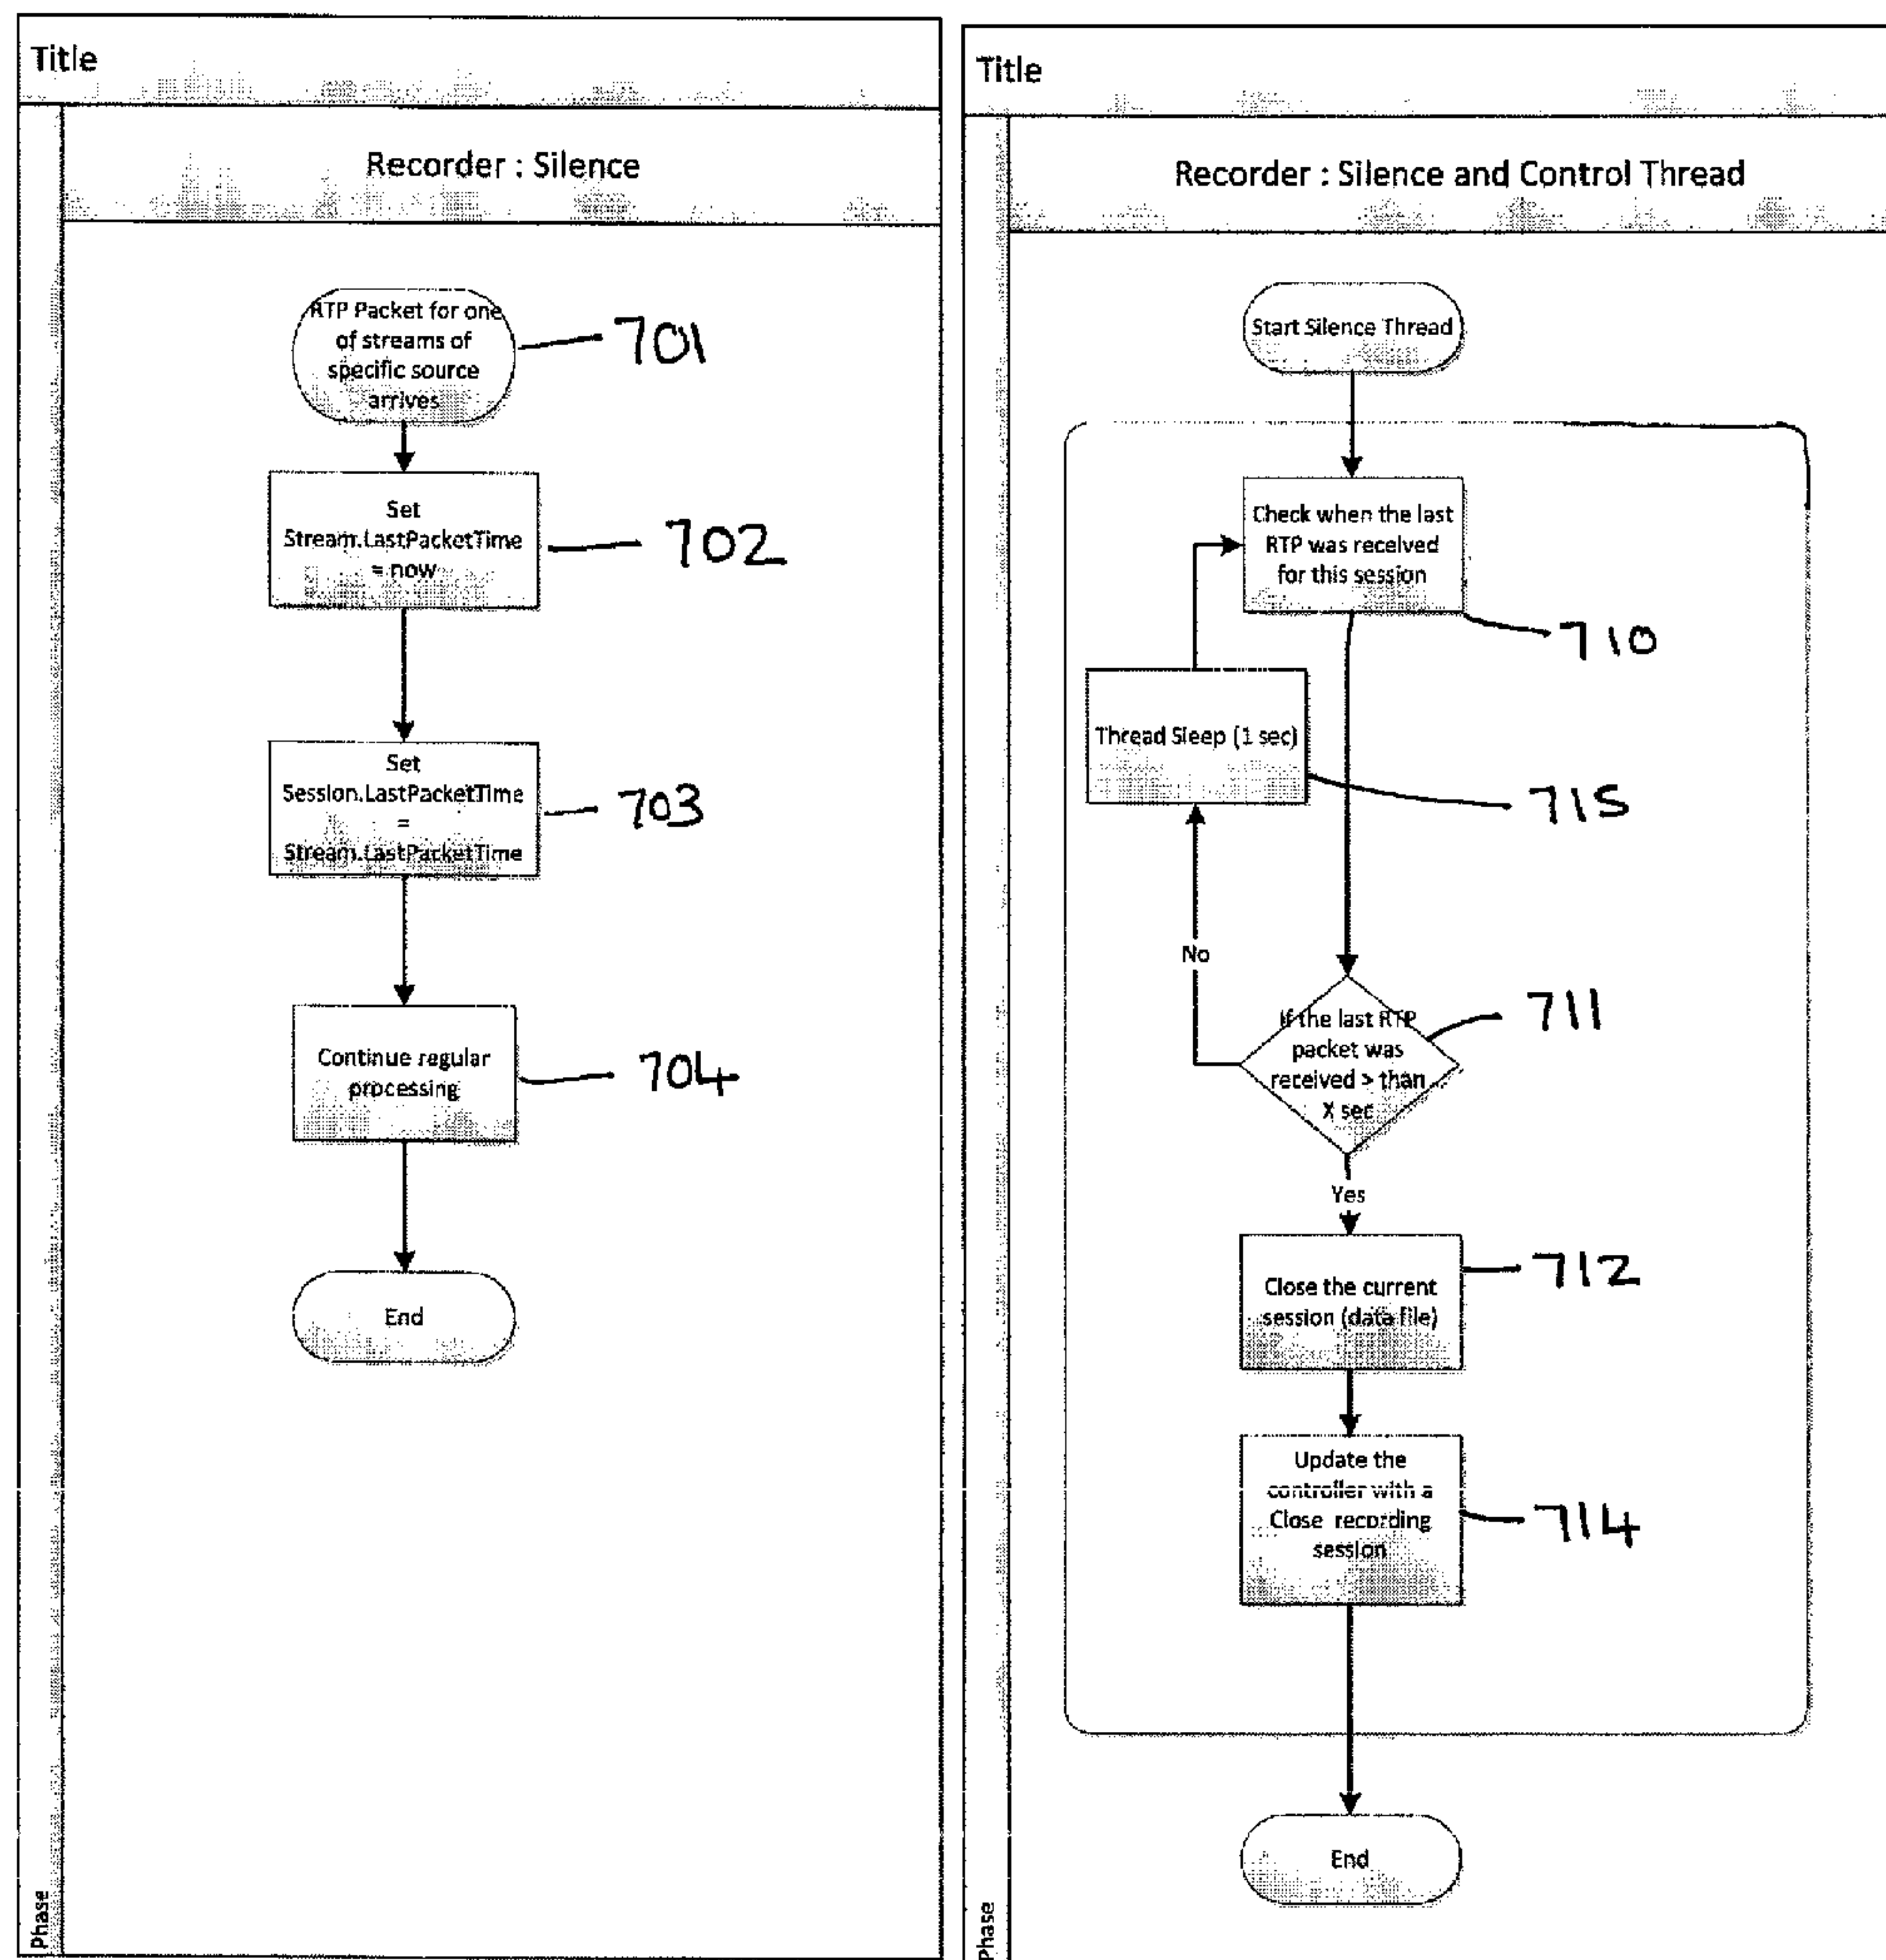 Title
Recorder : Silence
RTP Packet for one
of streams of
specific source
arrives
701
Set
Stream.LastPacketTime
= now
702
Set
Session.LastPacketTime
=
Stream.LastPacketTime
703
Continue regular
processing
704
End
Phase
Title
Recorder : Silence and Control Thread
Start Silence Thread
Check when the last
RTP was received
for this session
710
Thread Sleep (1 sec)
715
No
If the last RTP
packet was
received > than
X sec
711
Yes
Close the current
session (data file)
712
Update the
controller with a
Close recording
session
714
End
Phase